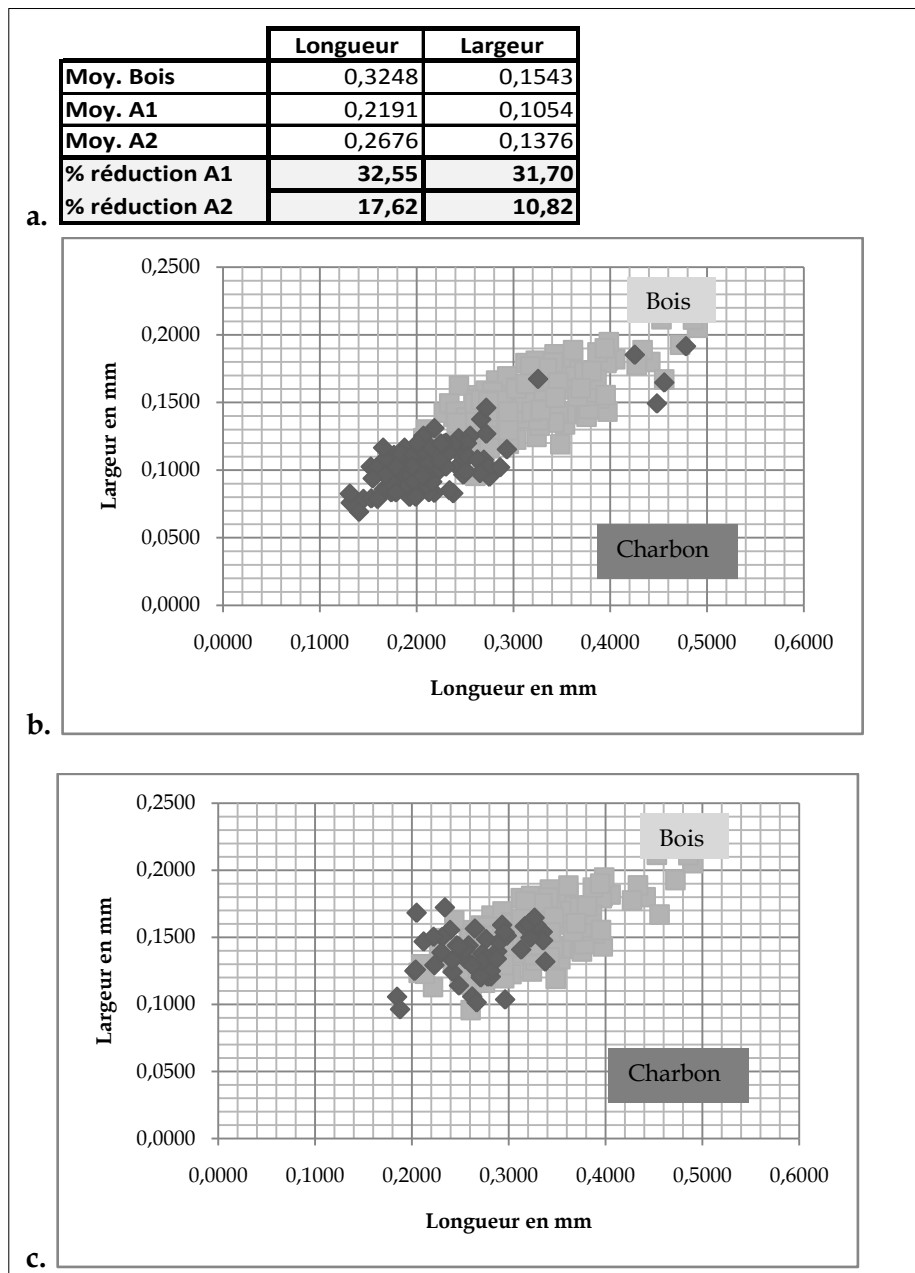 Longueur Largeur
Moy. Bois 0,3248 0,1543
Moy. A1 0,2191 0,1054
Moy. A2 0,2676 0,1376
% réduction A1 32,55 31,70
% réduction A2 17,62 10,82
a.
0,2500
0,2000
0,1500
0,1000
0,0500
0,0000
Largeur en mm
Bois
Charbon
0,0000 0,1000 0,2000 0,3000 0,4000 0,5000 0,6000
Longueur en mm
b.
0,2500
0,2000
0,1500
0,1000
0,0500
0,0000
Largeur en mm
Bois
Charbon
0,0000 0,1000 0,2000 0,3000 0,4000 0,5000 0,6000
Longueur en mm
c.